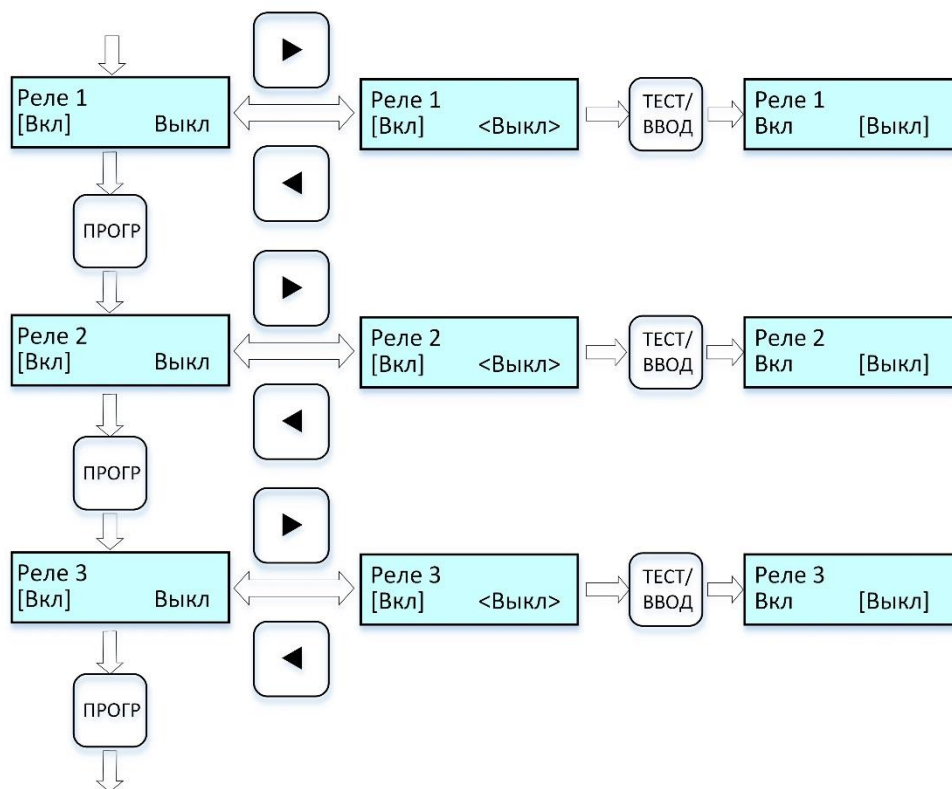 Реле 1
[Вкл] Выкл
Реле 1
[Вкл] <Выкл>
ТЕСТ/
ВВОД
Реле 1
Вкл [Выкл]
ПРОГР
Реле 2
[Вкл] Выкл
Реле 2
[Вкл] <Выкл>
ТЕСТ/
ВВОД
Реле 2
Вкл [Выкл]
ПРОГР
Реле 3
[Вкл] Выкл
Реле 3
[Вкл] <Выкл>
ТЕСТ/
ВВОД
Реле 3
Вкл [Выкл]
ПРОГР